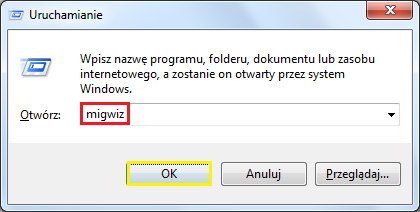 Uruchamianie
Wpisz nazwę programu, folderu, dokumentu lub zasobu
internetowego, a zostanie on otwarty przez system
Windows.
Otwórz: migwiz
OK Anuluj Przeglądaj...